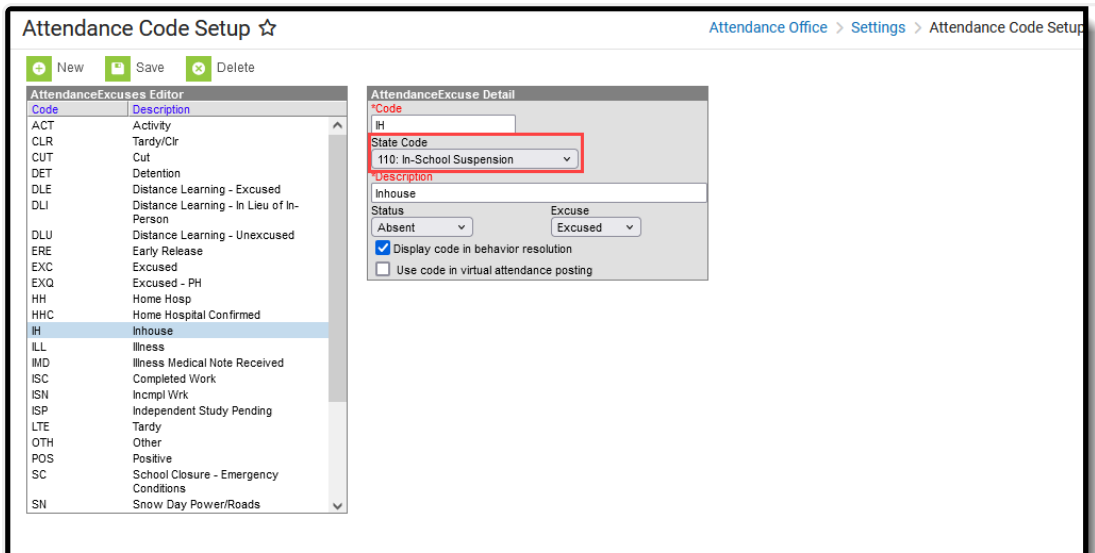 Attendance Code Setup ☆
Attendance Office > Settings > Attendance Code Setup
New Save Delete
AttendanceExcuses Editor
Code Description
ACT Activity
CLR Tardy/Clr
CUT Cut
DET Detention
DLE Distance Learning - Excused
DLI Distance Learning - In Lieu of In-
Person
DLU Distance Learning - Unexcused
ERE Early Release
EXC Excused
EXQ Excused - PH
HH Home Hosp
HHC Home Hospital Confirmed
IH Inhouse
ILL Illness
IMD Illness Medical Note Received
ISC Completed Work
ISN Incmpl Wrk
ISP Independent Study Pending
LTE Tardy
OTH Other
POS Positive
SC School Closure - Emergency
Conditions
SN Snow Day Power/Roads
AttendanceExcuse Detail
*Code
IH
State Code
110: In-School Suspension
*Description
Inhouse
Status Excuse
Absent Excused
Display code in behavior resolution
Use code in virtual attendance posting